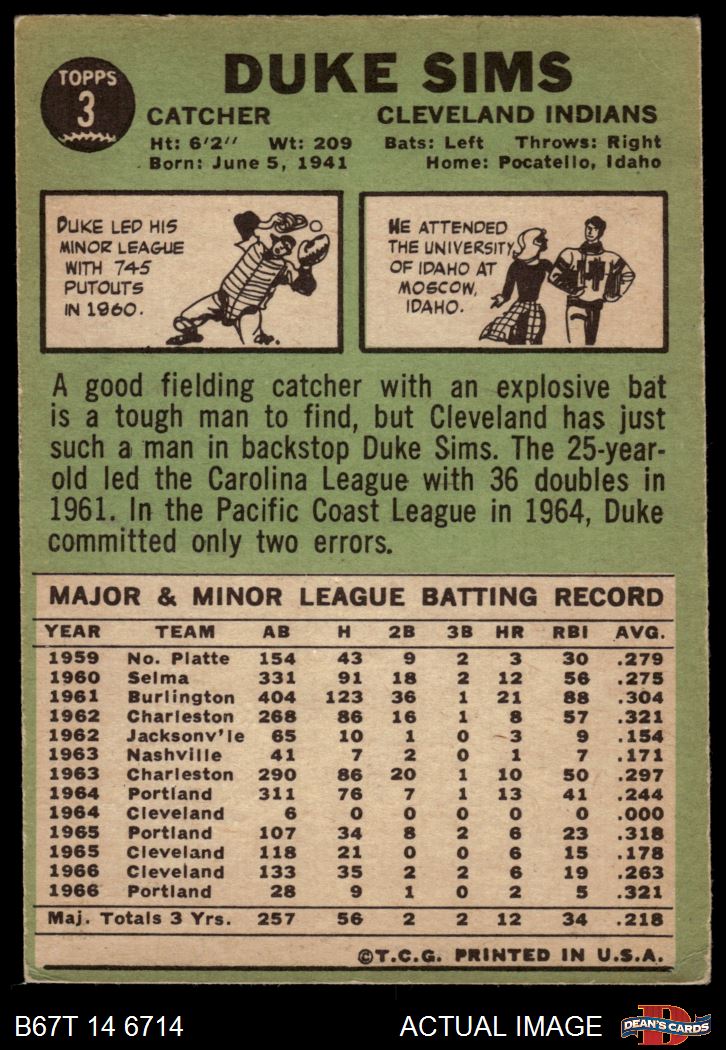 TOPPS
3
DUKE SIMS
CATCHER CLEVELAND INDIANS
Ht: 6'2" Wt: 209 Bats: Left Throws: Right
Born: June 5, 1941 Home: Pocatello, Idaho
DUKE LED HIS
MINOR LEAGUE
WITH 745
PUTOUTS
IN 1960.
HE ATTENDED
THE UNIVERSITY
OF IDAHO AT
MOSCOW,
IDAHO.
A good fielding catcher with an explosive bat
is a tough man to find, but Cleveland has just
such a man in backstop Duke Sims. The 25-year-
old led the Carolina League with 36 doubles in
1961. In the Pacific Coast League in 1964, Duke
committed only two errors.
MAJOR & MINOR LEAGUE BATTING RECORD
YEAR TEAM AB H 2B 3B HR RBI AVG.
1959 No. Platte 154 43 9 2 3 30 .279
1960 Selma 331 91 18 2 12 56 .275
1961 Burlington 404 123 36 1 21 88 .304
1962 Charleston 268 86 16 1 8 57 .321
1962 Jacksonv'le 65 10 1 0 3 9 .154
1963 Nashville 41 7 2 0 1 7 .171
1963 Charleston 290 86 20 1 10 50 .297
1964 Portland 311 76 7 1 13 41 .244
1964 Cleveland 6 0 0 0 0 0 .000
1965 Portland 107 34 8 2 6 23 .318
1965 Cleveland 118 21 0 0 6 15 .178
1966 Cleveland 133 35 2 2 6 19 .263
1966 Portland 28 9 1 0 2 5 .321
Maj. Totals 3 Yrs. 257 56 2 2 12 34 .218
©T.C.G. PRINTED IN U.S.A.
B67T 14 6714 ACTUAL IMAGE
D
DEAN'S CARDS